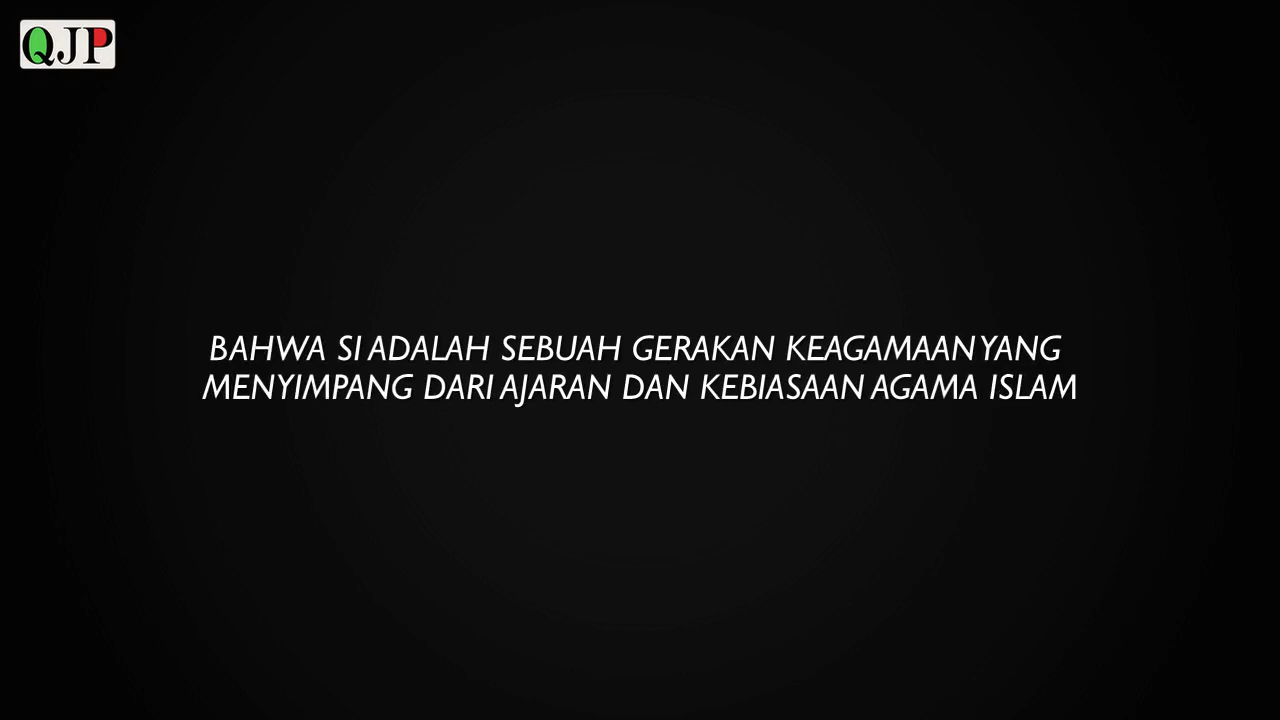 QJP
BAHWA SI ADALAH SEBUAH GERAKAN KEAGAMAAN YANG
MENYIMPANG DARI AJARAN DAN KEBIASAAN AGAMA ISLAM